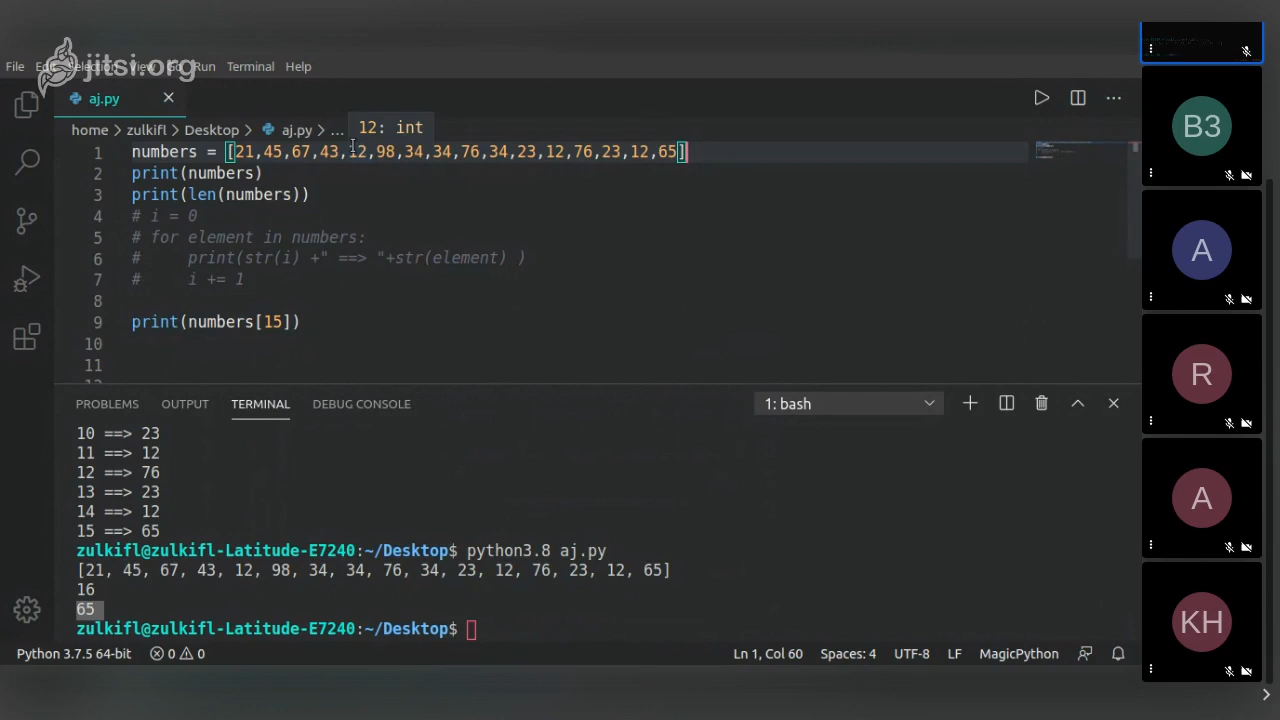 jitsi.org
File Edit Selection View Go Run Terminal Help
aj.py
home > zulkifl > Desktop > aj.py > ...
12: int
1 numbers = [21,45,67,43,12,98,34,34,76,34,23,12,76,23,12,65]
2 print(numbers)
3 print(len(numbers))
4 # i = 0
5 # for element in numbers:
6 #     print(str(i) +" ==> "+str(element) )
7 #     i += 1
8
9 print(numbers[15])
10
11
PROBLEMS OUTPUT TERMINAL DEBUG CONSOLE 1: bash
10 ==> 23
11 ==> 12
12 ==> 76
13 ==> 23
14 ==> 12
15 ==> 65
zulkifl@zulkifl-Latitude-E7240:~/Desktop$ python3.8 aj.py
[21, 45, 67, 43, 12, 98, 34, 34, 76, 34, 23, 12, 76, 23, 12, 65]
16
65
zulkifl@zulkifl-Latitude-E7240:~/Desktop$
Python 3.7.5 64-bit 0 0 Ln 1, Col 60 Spaces: 4 UTF-8 LF MagicPython
B3
A
R
A
KH